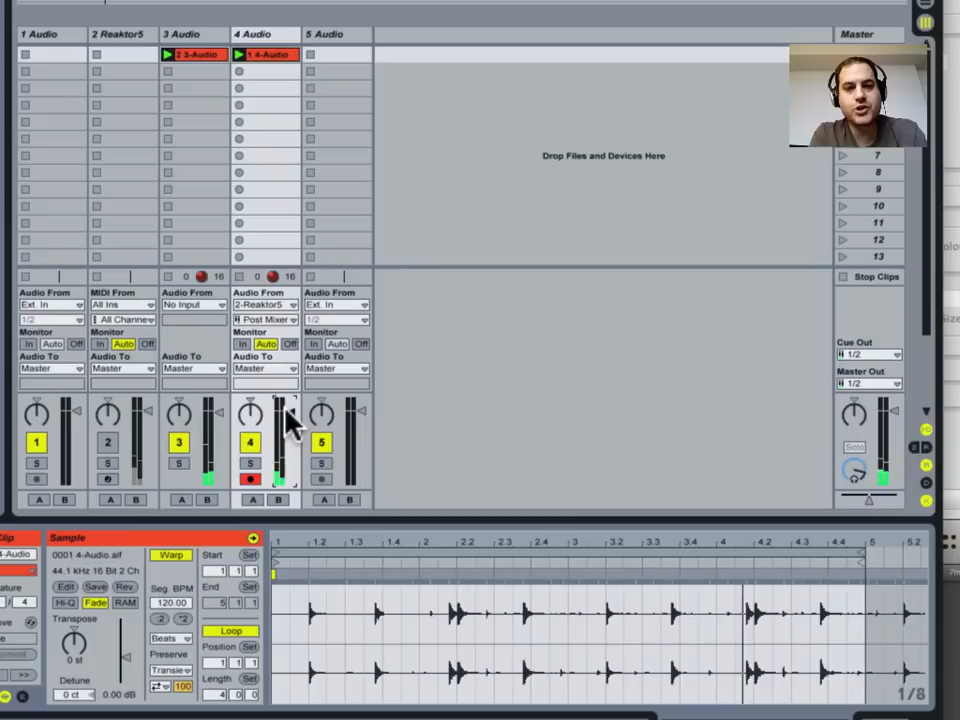 1 Audio 2 Reaktor5 3 Audio 4 Audio 5 Audio Master
2 3-Audio 1 4-Audio
Drop Files and Devices Here
7
8
9
10
11
12
13
0 16 0 16 Stop Clips
Audio From MIDI From Audio From Audio From Audio From
Ext. In All Ins No Input 2-Reaktor5 Ext. In
1/2 All Channe Post Mixer 1/2
Monitor Monitor Monitor Monitor
In Auto Off In Auto Off In Auto Off In Auto Off
Cue Out
1/2
Audio To Audio To Audio To Audio To Audio To
Master Master Master Master Master
Master Out
1/2
1 2 3 4 5
S S S S S Solo
A B A B A B A B A B
Clip Sample
4-Audio 0001 4-Audio.aif Warp Start Set
44.1 kHz 16 Bit 2 Ch 1 1 1
Edit Save Rev. Seg. BPM End Set
/ 4 Hi-Q Fade RAM 120.00 5 1 1
Transpose :2 *2 Loop
Beats Position Set
0 st Preserve 1 1 1
Detune Transie Length Set
0 ct 0.00 dB 100 4 0 0
1 1.2 1.3 1.4 2 2.2 2.3 2.4 3 3.2 3.3 3.4 4 4.2 4.3 4.4 5 5.2
1/8